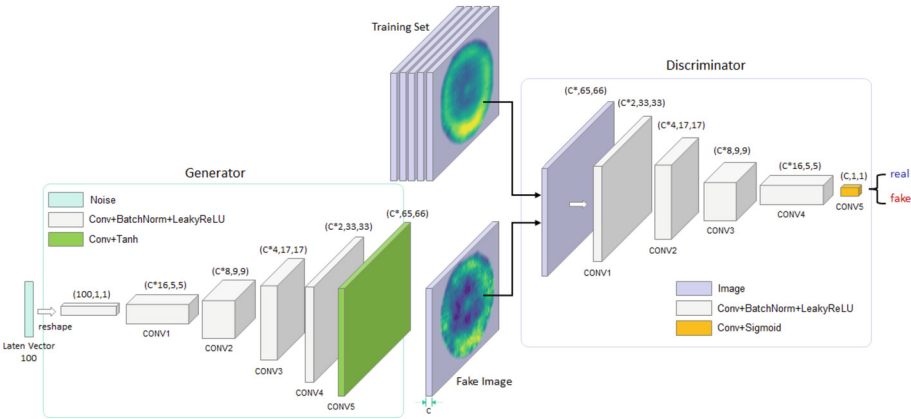 Training Set
Discriminator
(C*,65,66)
(C*2,33,33)
(C*4,17,17)
(C*8,9,9)
(C*16,5,5)
(C,1,1)
real
fake
CONV1
CONV2
CONV3
CONV4
CONV5
Image
Conv+BatchNorm+LeakyReLU
Conv+Sigmoid
Generator
Noise
Conv+BatchNorm+LeakyReLU
Conv+Tanh
(100,1,1)
(C*16,5,5)
(C*8,9,9)
(C*4,17,17)
(C*2,33,33)
(C*,65,66)
reshape
Laten Vector
100
CONV1
CONV2
CONV3
CONV4
CONV5
Fake Image
C